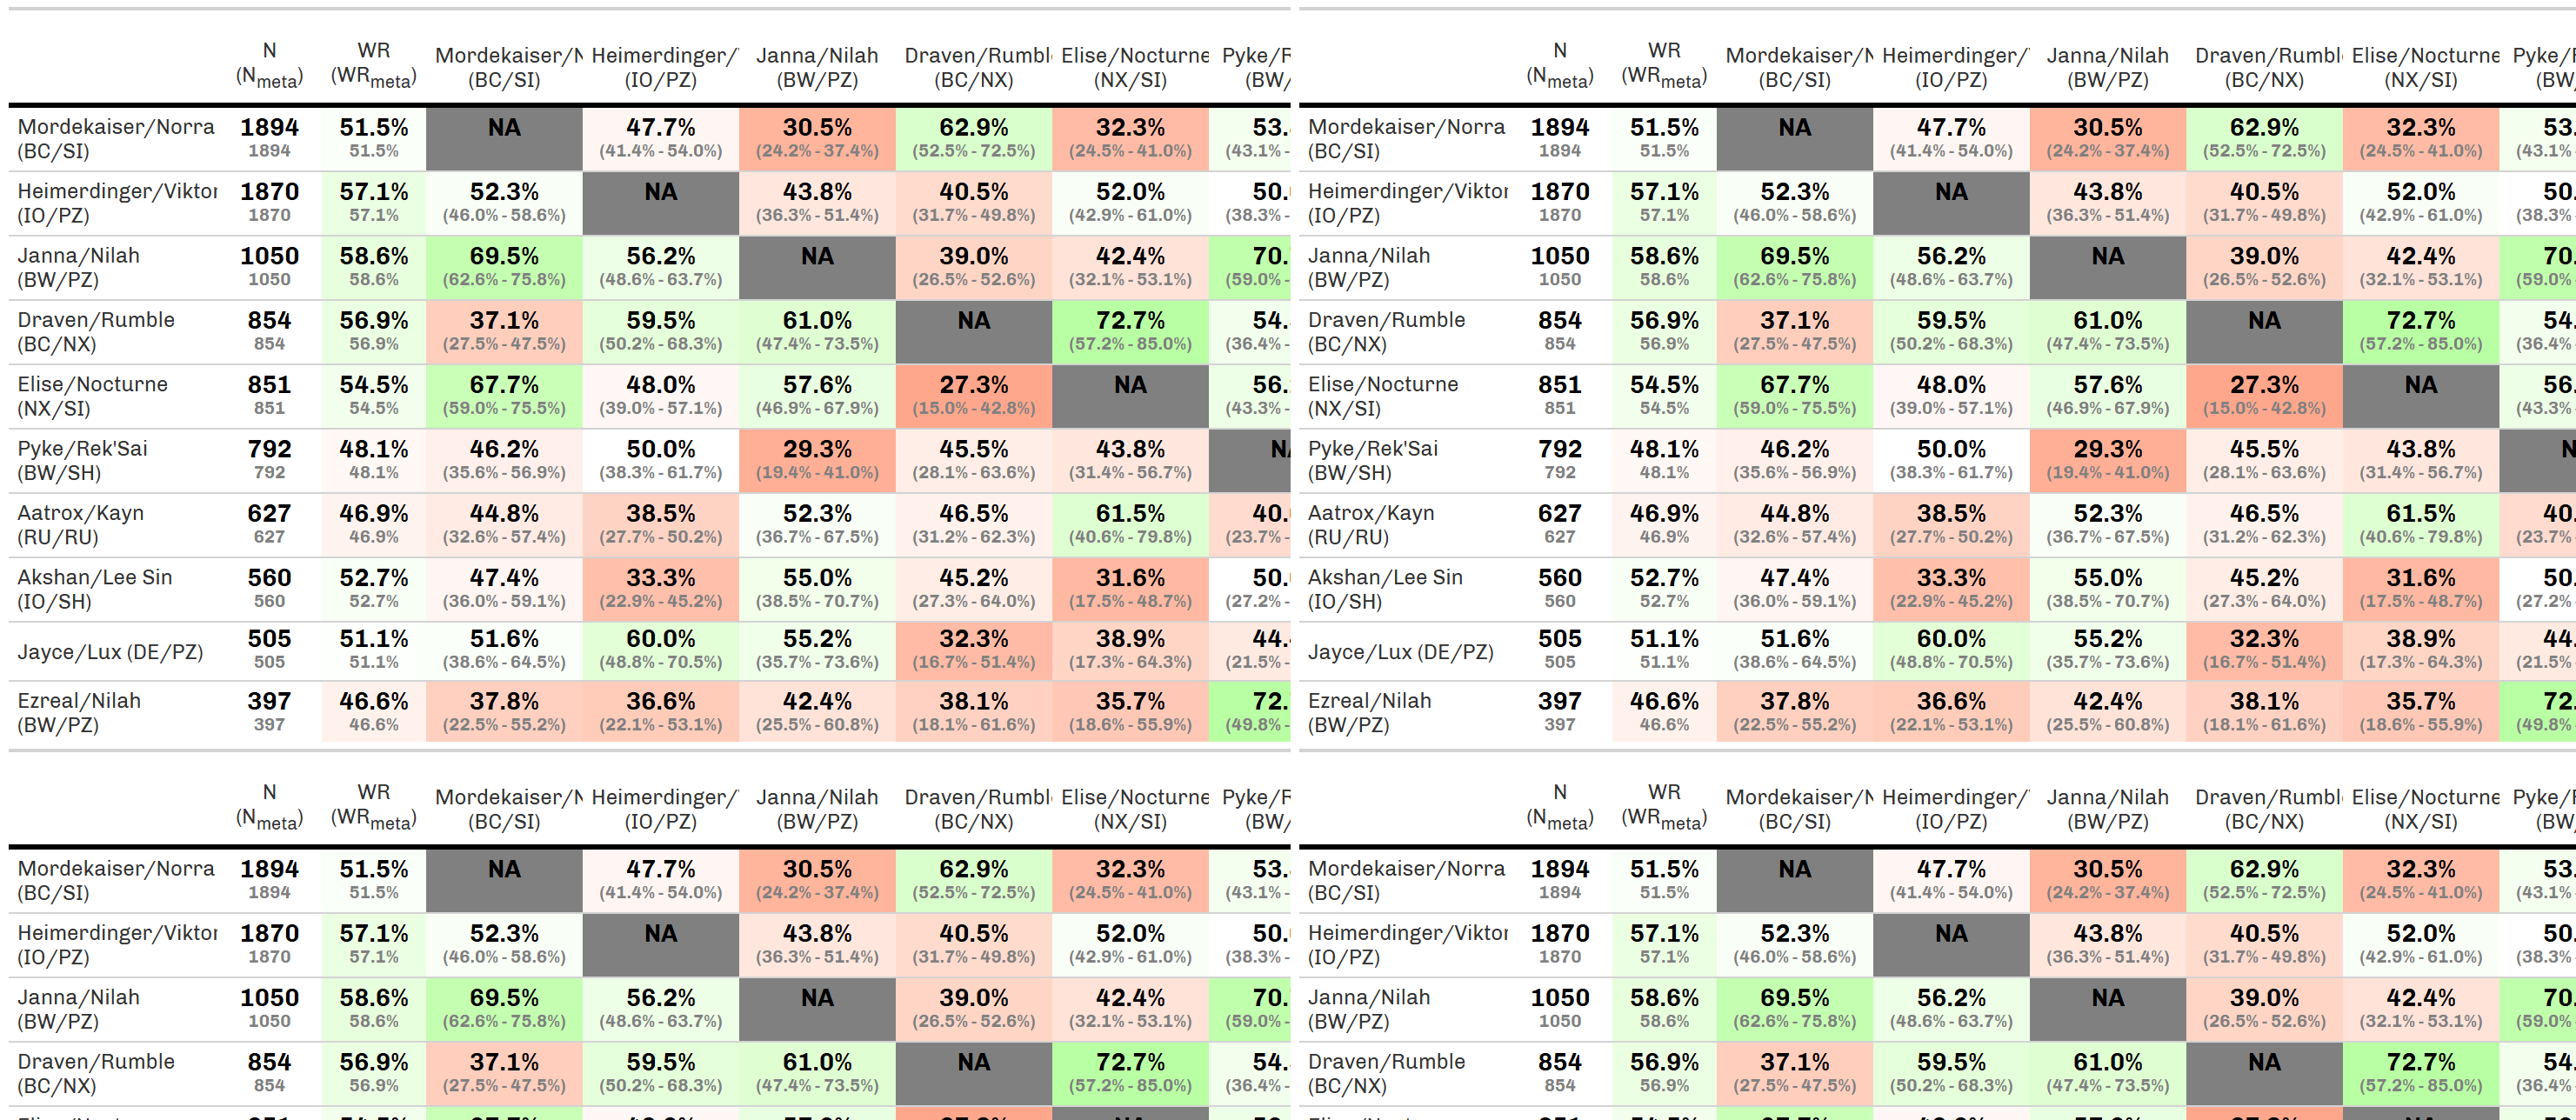 N WR Mordekaiser/N Heimerdinger/ Janna/Nilah Draven/Rumbl Elise/Nocturne Pyke/R
(Nmeta) (WRmeta) (BC/SI) (IO/PZ) (BW/PZ) (BC/NX) (NX/SI) (BW/
Mordekaiser/Norra 1894 51.5% NA 47.7% 30.5% 62.9% 32.3% 53.
(BC/SI) 1894 51.5% (41.4% - 54.0%) (24.2% - 37.4%) (52.5% - 72.5%) (24.5% - 41.0%) (43.1% -
Heimerdinger/Viktor 1870 57.1% 52.3% NA 43.8% 40.5% 52.0% 50.
(IO/PZ) 1870 57.1% (46.0% - 58.6%) (36.3% - 51.4%) (31.7% - 49.8%) (42.9% - 61.0%) (38.3% -
Janna/Nilah 1050 58.6% 69.5% 56.2% NA 39.0% 42.4% 70.
(BW/PZ) 1050 58.6% (62.6% - 75.8%) (48.6% - 63.7%) (26.5% - 52.6%) (32.1% - 53.1%) (59.0% -
Draven/Rumble 854 56.9% 37.1% 59.5% 61.0% NA 72.7% 54.
(BC/NX) 854 56.9% (27.5% - 47.5%) (50.2% - 68.3%) (47.4% - 73.5%) (57.2% - 85.0%) (36.4% -
Elise/Nocturne 851 54.5% 67.7% 48.0% 57.6% 27.3% NA 56.
(NX/SI) 851 54.5% (59.0% - 75.5%) (39.0% - 57.1%) (46.9% - 67.9%) (15.0% - 42.8%) (43.3% -
Pyke/Rek'Sai 792 48.1% 46.2% 50.0% 29.3% 45.5% 43.8% NA
(BW/SH) 792 48.1% (35.6% - 56.9%) (38.3% - 61.7%) (19.4% - 41.0%) (28.1% - 63.6%) (31.4% - 56.7%)
Aatrox/Kayn 627 46.9% 44.8% 38.5% 52.3% 46.5% 61.5% 40.
(RU/RU) 627 46.9% (32.6% - 57.4%) (27.7% - 50.2%) (36.7% - 67.5%) (31.2% - 62.3%) (40.6% - 79.8%) (23.7% -
Akshan/Lee Sin 560 52.7% 47.4% 33.3% 55.0% 45.2% 31.6% 50.
(IO/SH) 560 52.7% (36.0% - 59.1%) (22.9% - 45.2%) (38.5% - 70.7%) (27.3% - 64.0%) (17.5% - 48.7%) (27.2% -
Jayce/Lux (DE/PZ) 505 51.1% 51.6% 60.0% 55.2% 32.3% 38.9% 44.
505 51.1% (38.6% - 64.5%) (48.8% - 70.5%) (35.7% - 73.6%) (16.7% - 51.4%) (17.3% - 64.3%) (21.5% -
Ezreal/Nilah 397 46.6% 37.8% 36.6% 42.4% 38.1% 35.7% 72.
(BW/PZ) 397 46.6% (22.5% - 55.2%) (22.1% - 53.1%) (25.5% - 60.8%) (18.1% - 61.6%) (18.6% - 55.9%) (49.8% -
N WR Mordekaiser/N Heimerdinger/ Janna/Nilah Draven/Rumbl Elise/Nocturne Pyke/
(Nmeta) (WRmeta) (BC/SI) (IO/PZ) (BW/PZ) (BC/NX) (NX/SI) (BW
Mordekaiser/Norra 1894 51.5% NA 47.7% 30.5% 62.9% 32.3% 53.
(BC/SI) 1894 51.5% (41.4% - 54.0%) (24.2% - 37.4%) (52.5% - 72.5%) (24.5% - 41.0%) (43.1% -
Heimerdinger/Viktor 1870 57.1% 52.3% NA 43.8% 40.5% 52.0% 50.
(IO/PZ) 1870 57.1% (46.0% - 58.6%) (36.3% - 51.4%) (31.7% - 49.8%) (42.9% - 61.0%) (38.3% -
Janna/Nilah 1050 58.6% 69.5% 56.2% NA 39.0% 42.4% 70
(BW/PZ) 1050 58.6% (62.6% - 75.8%) (48.6% - 63.7%) (26.5% - 52.6%) (32.1% - 53.1%) (59.0%
Draven/Rumble 854 56.9% 37.1% 59.5% 61.0% NA 72.7% 54.
(BC/NX) 854 56.9% (27.5% - 47.5%) (50.2% - 68.3%) (47.4% - 73.5%) (57.2% - 85.0%) (36.4%
Elise/Nocturne 851 54.5% 67.7% 48.0% 57.6% 27.3% NA 56.
(NX/SI) 851 54.5% (59.0% - 75.5%) (39.0% - 57.1%) (46.9% - 67.9%) (15.0% - 42.8%) (43.3%
Pyke/Rek'Sai 792 48.1% 46.2% 50.0% 29.3% 45.5% 43.8% N
(BW/SH) 792 48.1% (35.6% - 56.9%) (38.3% - 61.7%) (19.4% - 41.0%) (28.1% - 63.6%) (31.4% - 56.7%)
Aatrox/Kayn 627 46.9% 44.8% 38.5% 52.3% 46.5% 61.5% 40
(RU/RU) 627 46.9% (32.6% - 57.4%) (27.7% - 50.2%) (36.7% - 67.5%) (31.2% - 62.3%) (40.6% - 79.8%) (23.7%
Akshan/Lee Sin 560 52.7% 47.4% 33.3% 55.0% 45.2% 31.6% 50.
(IO/SH) 560 52.7% (36.0% - 59.1%) (22.9% - 45.2%) (38.5% - 70.7%) (27.3% - 64.0%) (17.5% - 48.7%) (27.2%
Jayce/Lux (DE/PZ) 505 51.1% 51.6% 60.0% 55.2% 32.3% 38.9% 44.
505 51.1% (38.6% - 64.5%) (48.8% - 70.5%) (35.7% - 73.6%) (16.7% - 51.4%) (17.3% - 64.3%) (21.5%
Ezreal/Nilah 397 46.6% 37.8% 36.6% 42.4% 38.1% 35.7% 72.
(BW/PZ) 397 46.6% (22.5% - 55.2%) (22.1% - 53.1%) (25.5% - 60.8%) (18.1% - 61.6%) (18.6% - 55.9%) (49.8%
N WR Mordekaiser/N Heimerdinger/ Janna/Nilah Draven/Rumbl Elise/Nocturne Pyke/R
(Nmeta) (WRmeta) (BC/SI) (IO/PZ) (BW/PZ) (BC/NX) (NX/SI) (BW/
Mordekaiser/Norra 1894 51.5% NA 47.7% 30.5% 62.9% 32.3% 53.
(BC/SI) 1894 51.5% (41.4% - 54.0%) (24.2% - 37.4%) (52.5% - 72.5%) (24.5% - 41.0%) (43.1% -
Heimerdinger/Viktor 1870 57.1% 52.3% NA 43.8% 40.5% 52.0% 50.
(IO/PZ) 1870 57.1% (46.0% - 58.6%) (36.3% - 51.4%) (31.7% - 49.8%) (42.9% - 61.0%) (38.3% -
Janna/Nilah 1050 58.6% 69.5% 56.2% NA 39.0% 42.4% 70.
(BW/PZ) 1050 58.6% (62.6% - 75.8%) (48.6% - 63.7%) (26.5% - 52.6%) (32.1% - 53.1%) (59.0% -
Draven/Rumble 854 56.9% 37.1% 59.5% 61.0% NA 72.7% 54.
(BC/NX) 854 56.9% (27.5% - 47.5%) (50.2% - 68.3%) (47.4% - 73.5%) (57.2% - 85.0%) (36.4% -
N WR Mordekaiser/N Heimerdinger/ Janna/Nilah Draven/Rumbl Elise/Nocturne Pyke/
(Nmeta) (WRmeta) (BC/SI) (IO/PZ) (BW/PZ) (BC/NX) (NX/SI) (BW
Mordekaiser/Norra 1894 51.5% NA 47.7% 30.5% 62.9% 32.3% 53.
(BC/SI) 1894 51.5% (41.4% - 54.0%) (24.2% - 37.4%) (52.5% - 72.5%) (24.5% - 41.0%) (43.1% -
Heimerdinger/Viktor 1870 57.1% 52.3% NA 43.8% 40.5% 52.0% 50.
(IO/PZ) 1870 57.1% (46.0% - 58.6%) (36.3% - 51.4%) (31.7% - 49.8%) (42.9% - 61.0%) (38.3% -
Janna/Nilah 1050 58.6% 69.5% 56.2% NA 39.0% 42.4% 70
(BW/PZ) 1050 58.6% (62.6% - 75.8%) (48.6% - 63.7%) (26.5% - 52.6%) (32.1% - 53.1%) (59.0%
Draven/Rumble 854 56.9% 37.1% 59.5% 61.0% NA 72.7% 54.
(BC/NX) 854 56.9% (27.5% - 47.5%) (50.2% - 68.3%) (47.4% - 73.5%) (57.2% - 85.0%) (36.4%